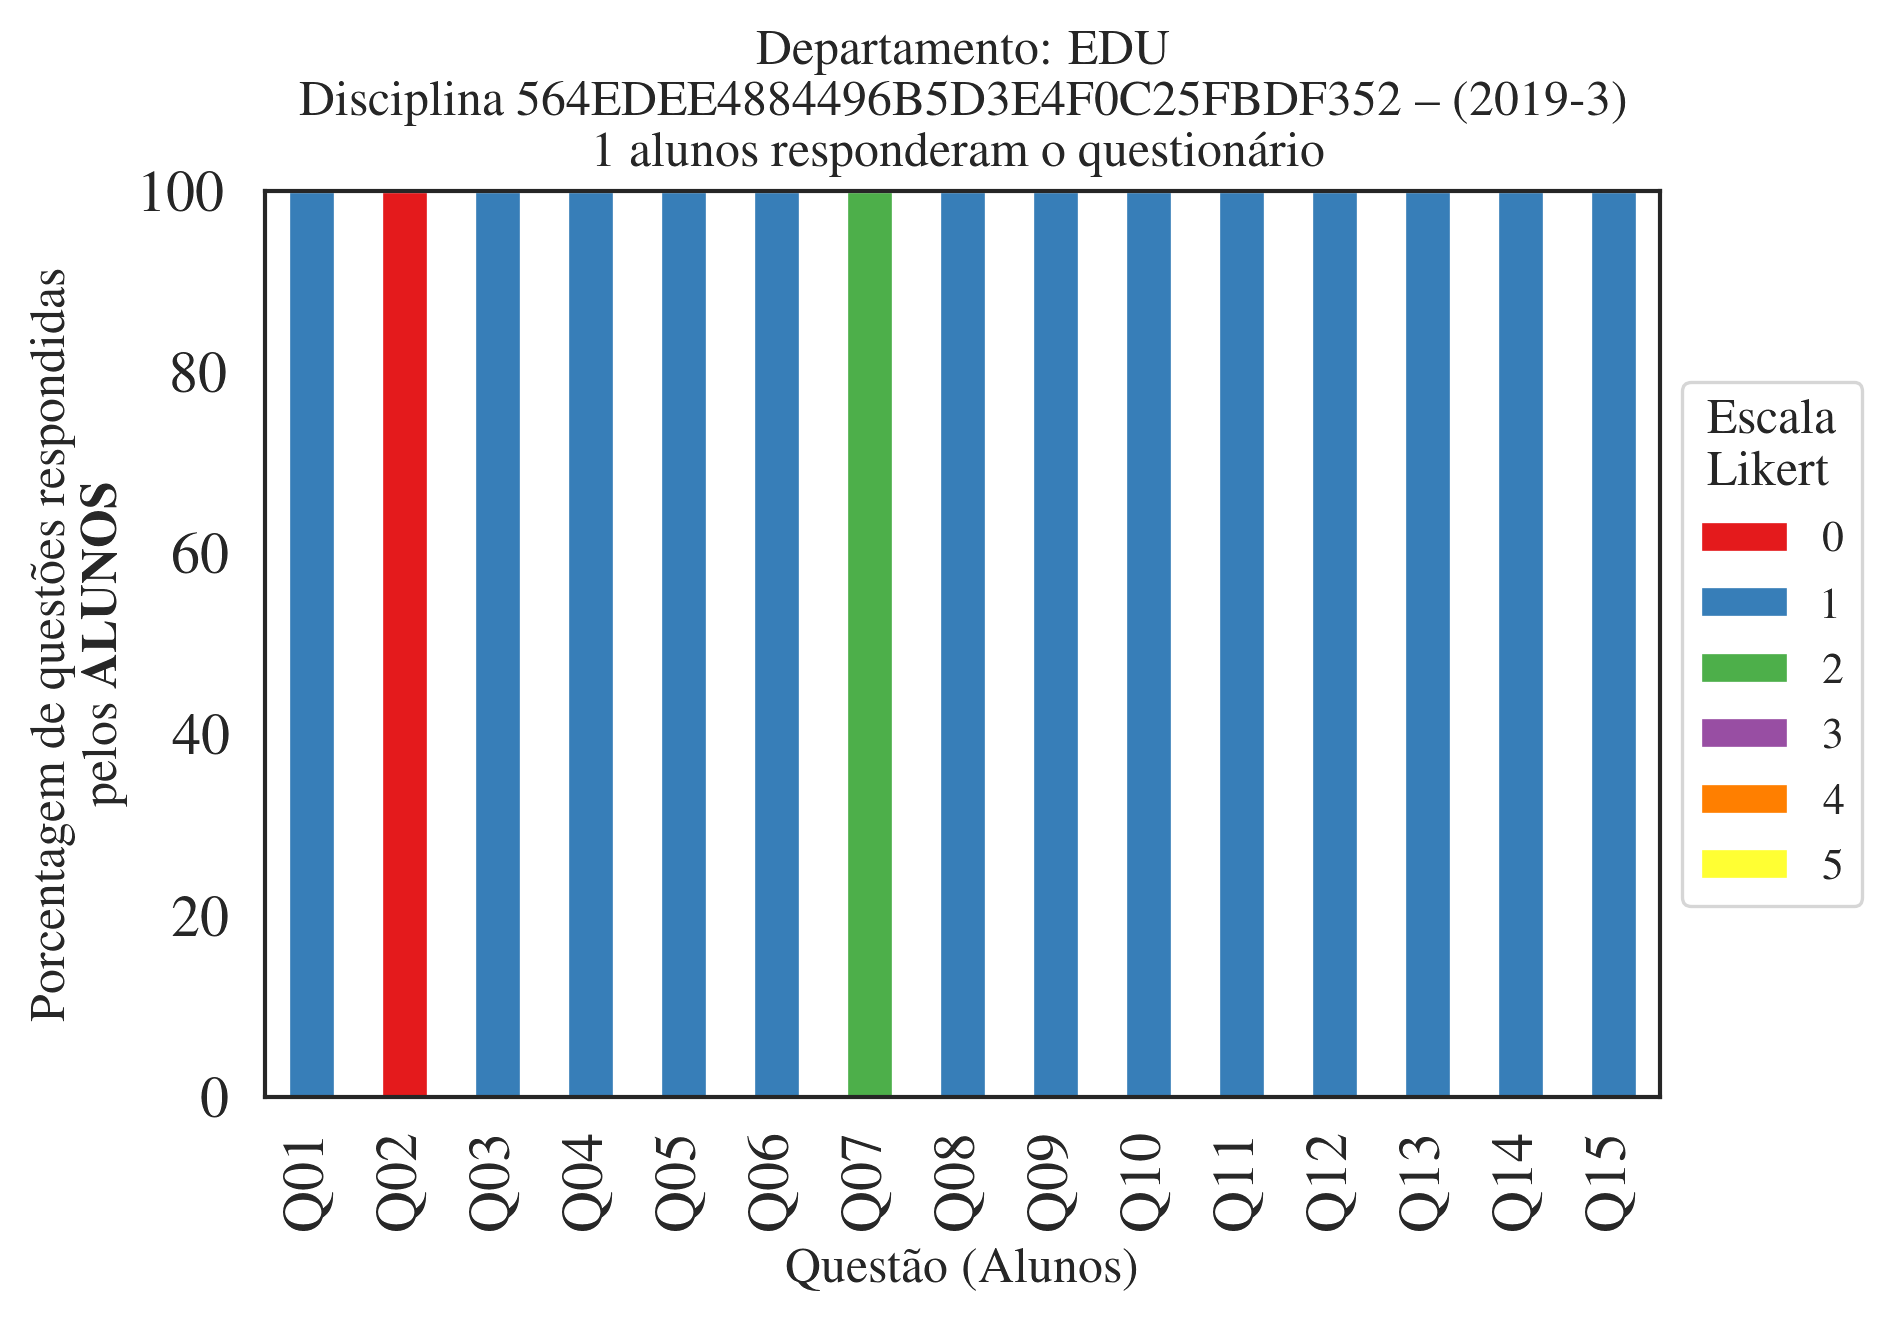 Departamento: EDU
Disciplina 564EDEE4884496B5D3E4F0C25FBDF352 – (2019-3)
1 alunos responderam o questionário
Porcentagem de questões respondidas
pelos ALUNOS
100
80
60
40
20
0
Q01
Q02
Q03
Q04
Q05
Q06
Q07
Q08
Q09
Q10
Q11
Q12
Q13
Q14
Q15
Questão (Alunos)
Escala
Likert
0
1
2
3
4
5